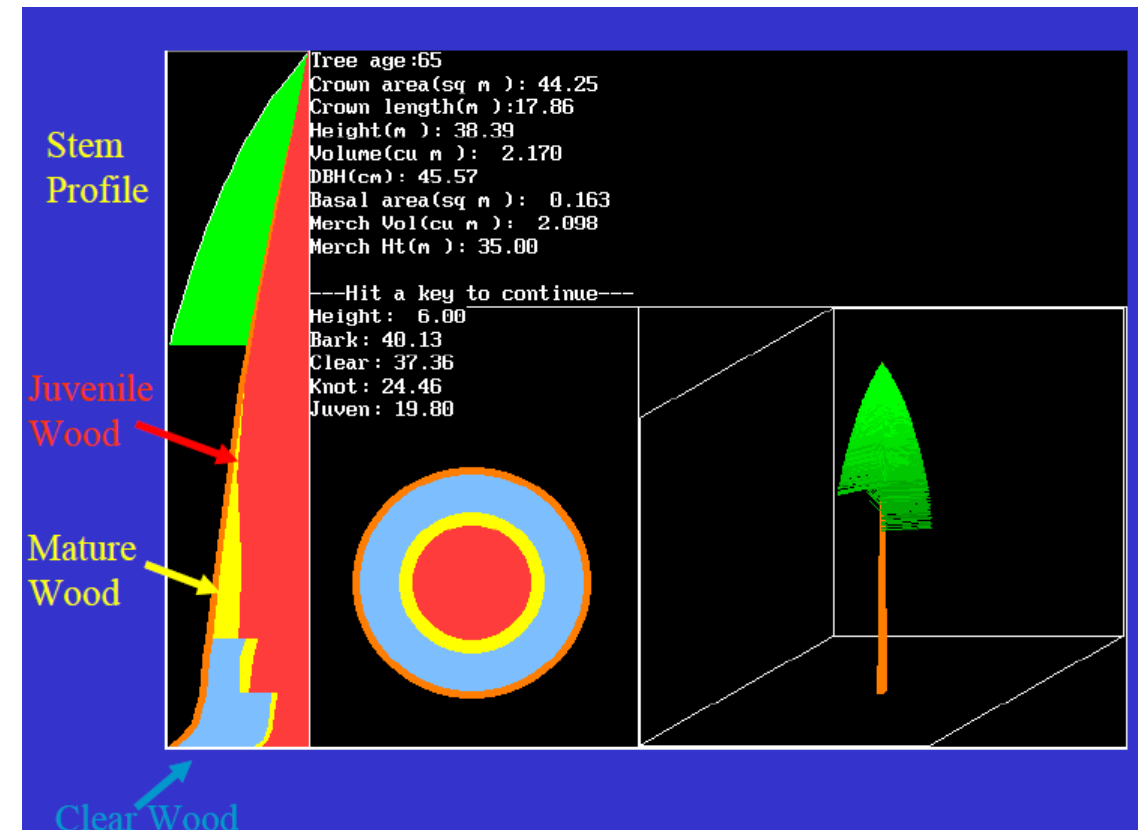 Stem
Profile
Juvenile
Wood
Mature
Wood
Clear Wood
Tree age:65
Crown area(sq m ): 44.25
Crown length(m ):17.86
Height(m ): 38.39
Volume(cu m ): 2.170
DBH(cm): 45.57
Basal area(sq m ): 0.163
Merch Vol(cu m ): 2.098
Merch Ht(m ): 35.00
---Hit a key to continue---
Height: 6.00
Bark: 40.13
Clear: 37.36
Knot: 24.46
Juven: 19.80